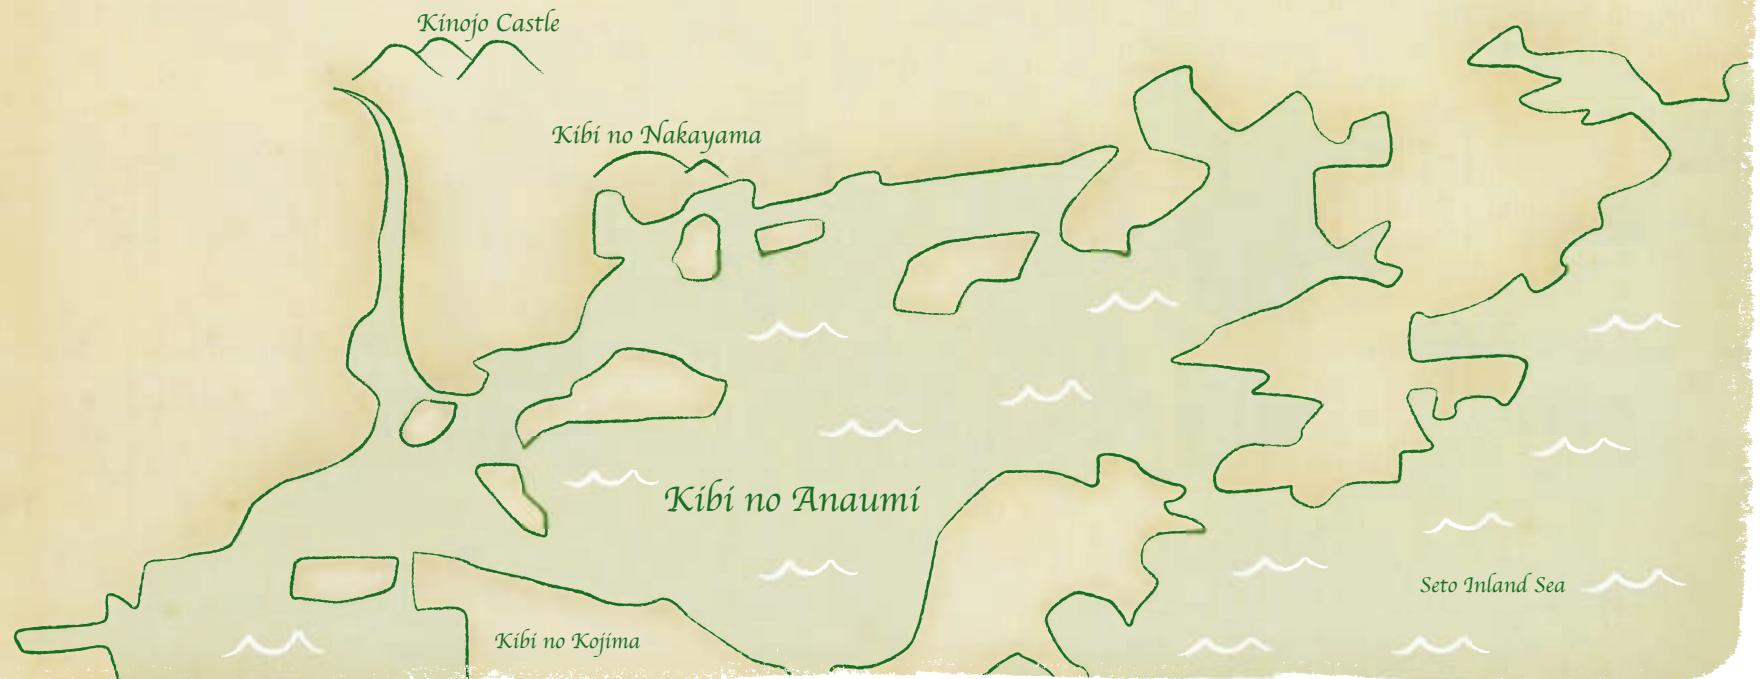 Kinojo Castle
Kibi no Nakayama
Kibi no Anaumi
Seto Inland Sea
Kibi no Kojima